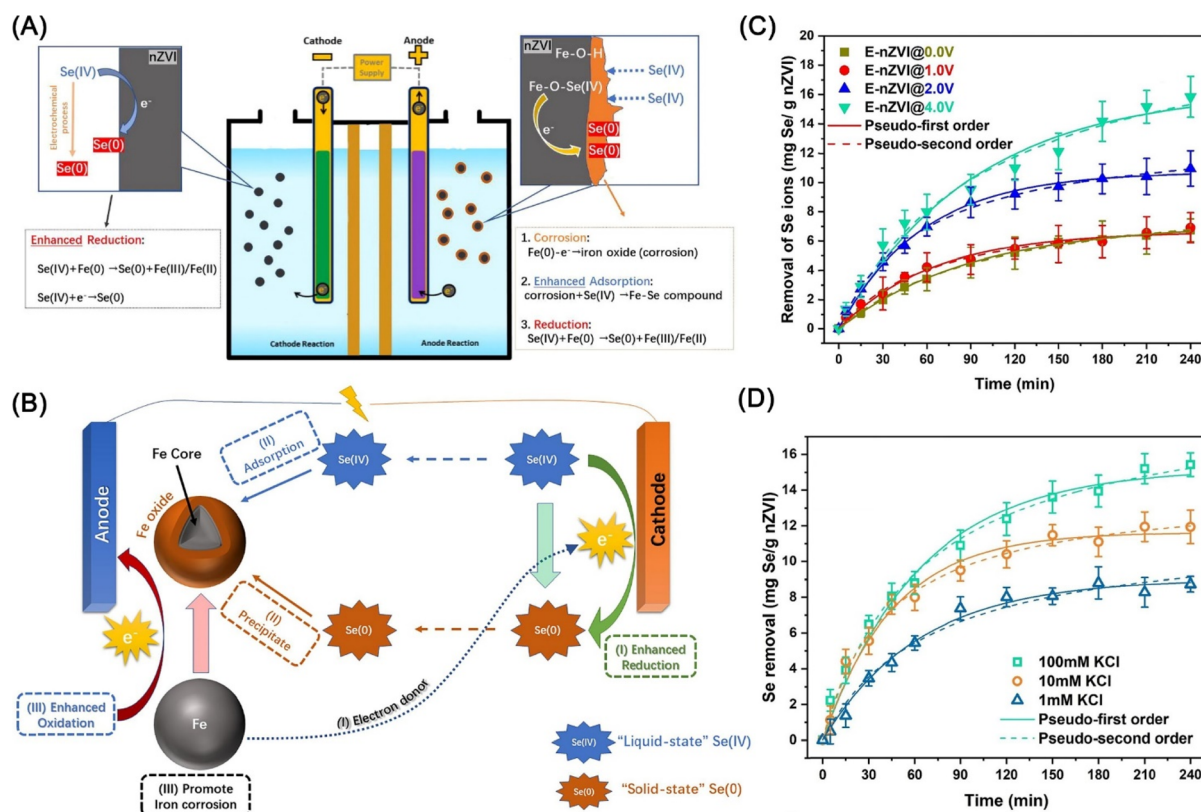 (A)
nZVI
Se(IV)
e⁻
Electrochemical
process
Se(0)
Se(0)
Enhanced Reduction:
Se(IV)+Fe(0) →Se(0)+Fe(III)/Fe(II)
Se(IV)+e⁻→Se(0)
Cathode
Anode
Power
Supply
Cathode Reaction
Anode Reaction
nZVI
Fe-O-H
Fe-O-Se(IV)
e⁻
Se(0)
Se(0)
Se(IV)
Se(IV)
1. Corrosion:
Fe(0)-e⁻→iron oxide (corrosion)
2. Enhanced Adsorption:
corrosion+Se(IV) →Fe-Se compound
3. Reduction:
Se(IV)+Fe(0) →Se(0)+Fe(III)/Fe(II)
(B)
Anode
Fe Core
Fe oxide
(II)
Adsorption
Se(IV)
Se(IV)
Cathode
e⁻
e⁻
(II)
Precipitate
Se(0)
Se(0)
(I) Enhanced
Reduction
(III) Enhanced
Oxidation
Fe
(I) Electron donor
(III) Promote
Iron corrosion
Se(IV)
"Liquid-state" Se(IV)
Se(0)
"Solid-state" Se(0)
(C)
Removal of Se ions (mg Se/ g nZVI)
20
18
16
14
12
10
8
6
4
2
0
E-nZVI@0.0V
E-nZVI@1.0V
E-nZVI@2.0V
E-nZVI@4.0V
Pseudo-first order
Pseudo-second order
0 30 60 90 120 150 180 210 240
Time (min)
(D)
Se removal (mg Se/g nZVI)
16
14
12
10
8
6
4
2
0
100mM KCl
10mM KCl
1mM KCl
Pseudo-first order
Pseudo-second order
0 30 60 90 120 150 180 210 240
Time (min)